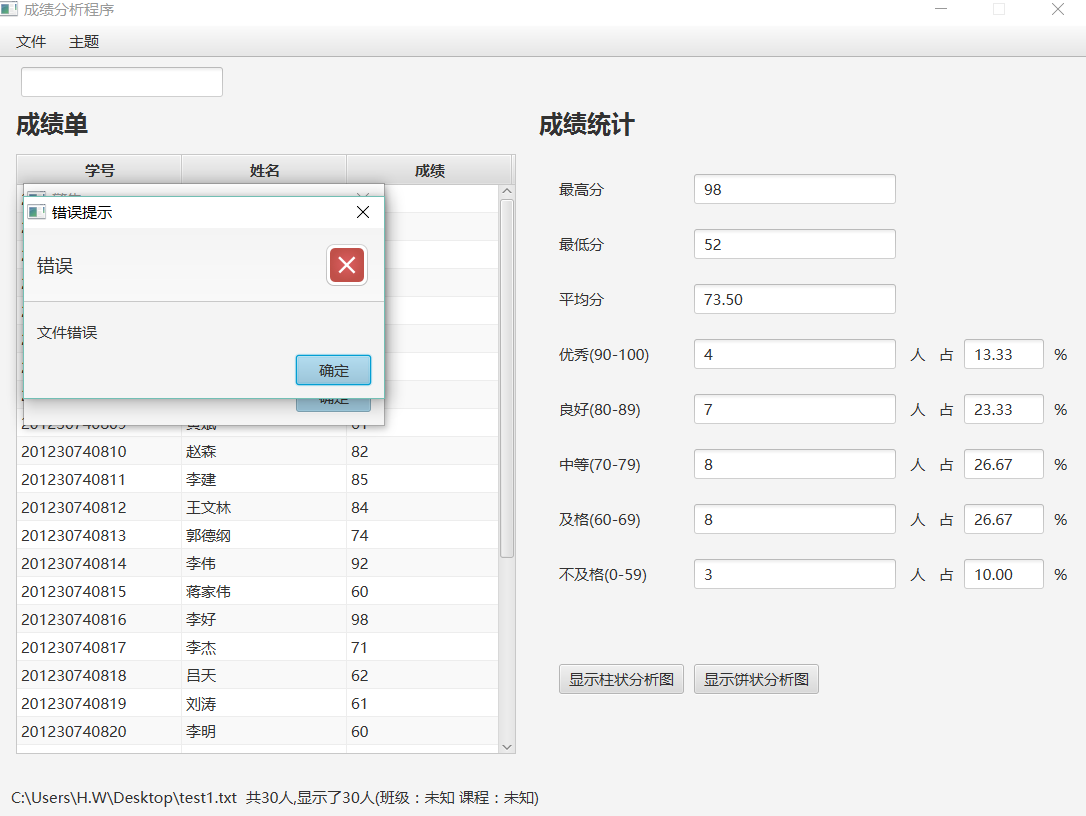 成绩分析程序
文件 主题
成绩单
学号 姓名 成绩
错误提示
错误
文件错误
确定
确定
201230740810 赵森 82
201230740811 李建 85
201230740812 王文林 84
201230740813 郭德纲 74
201230740814 李伟 92
201230740815 蒋家伟 60
201230740816 李好 98
201230740817 李杰 71
201230740818 吕天 62
201230740819 刘涛 61
201230740820 李明 60
成绩统计
最高分 98
最低分 52
平均分 73.50
优秀(90-100) 4 人 占 13.33 %
良好(80-89) 7 人 占 23.33 %
中等(70-79) 8 人 占 26.67 %
及格(60-69) 8 人 占 26.67 %
不及格(0-59) 3 人 占 10.00 %
显示柱状分析图 显示饼状分析图
C:\Users\H.W\Desktop\test1.txt 共30人,显示了30人(班级：未知 课程：未知)